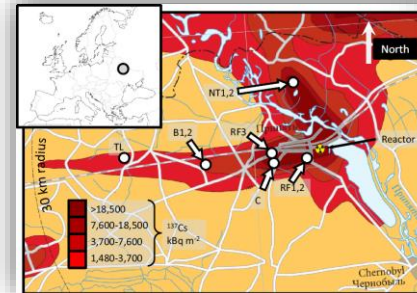 North
NT1,2
RF3
B1,2
TL
Reactor
RF1,2
C
30 km radius
>18,500
7,600-18,500
3,700-7,600
1,480-3,700
137Cs
kBq m-2
Chernobyl
Чернобыль